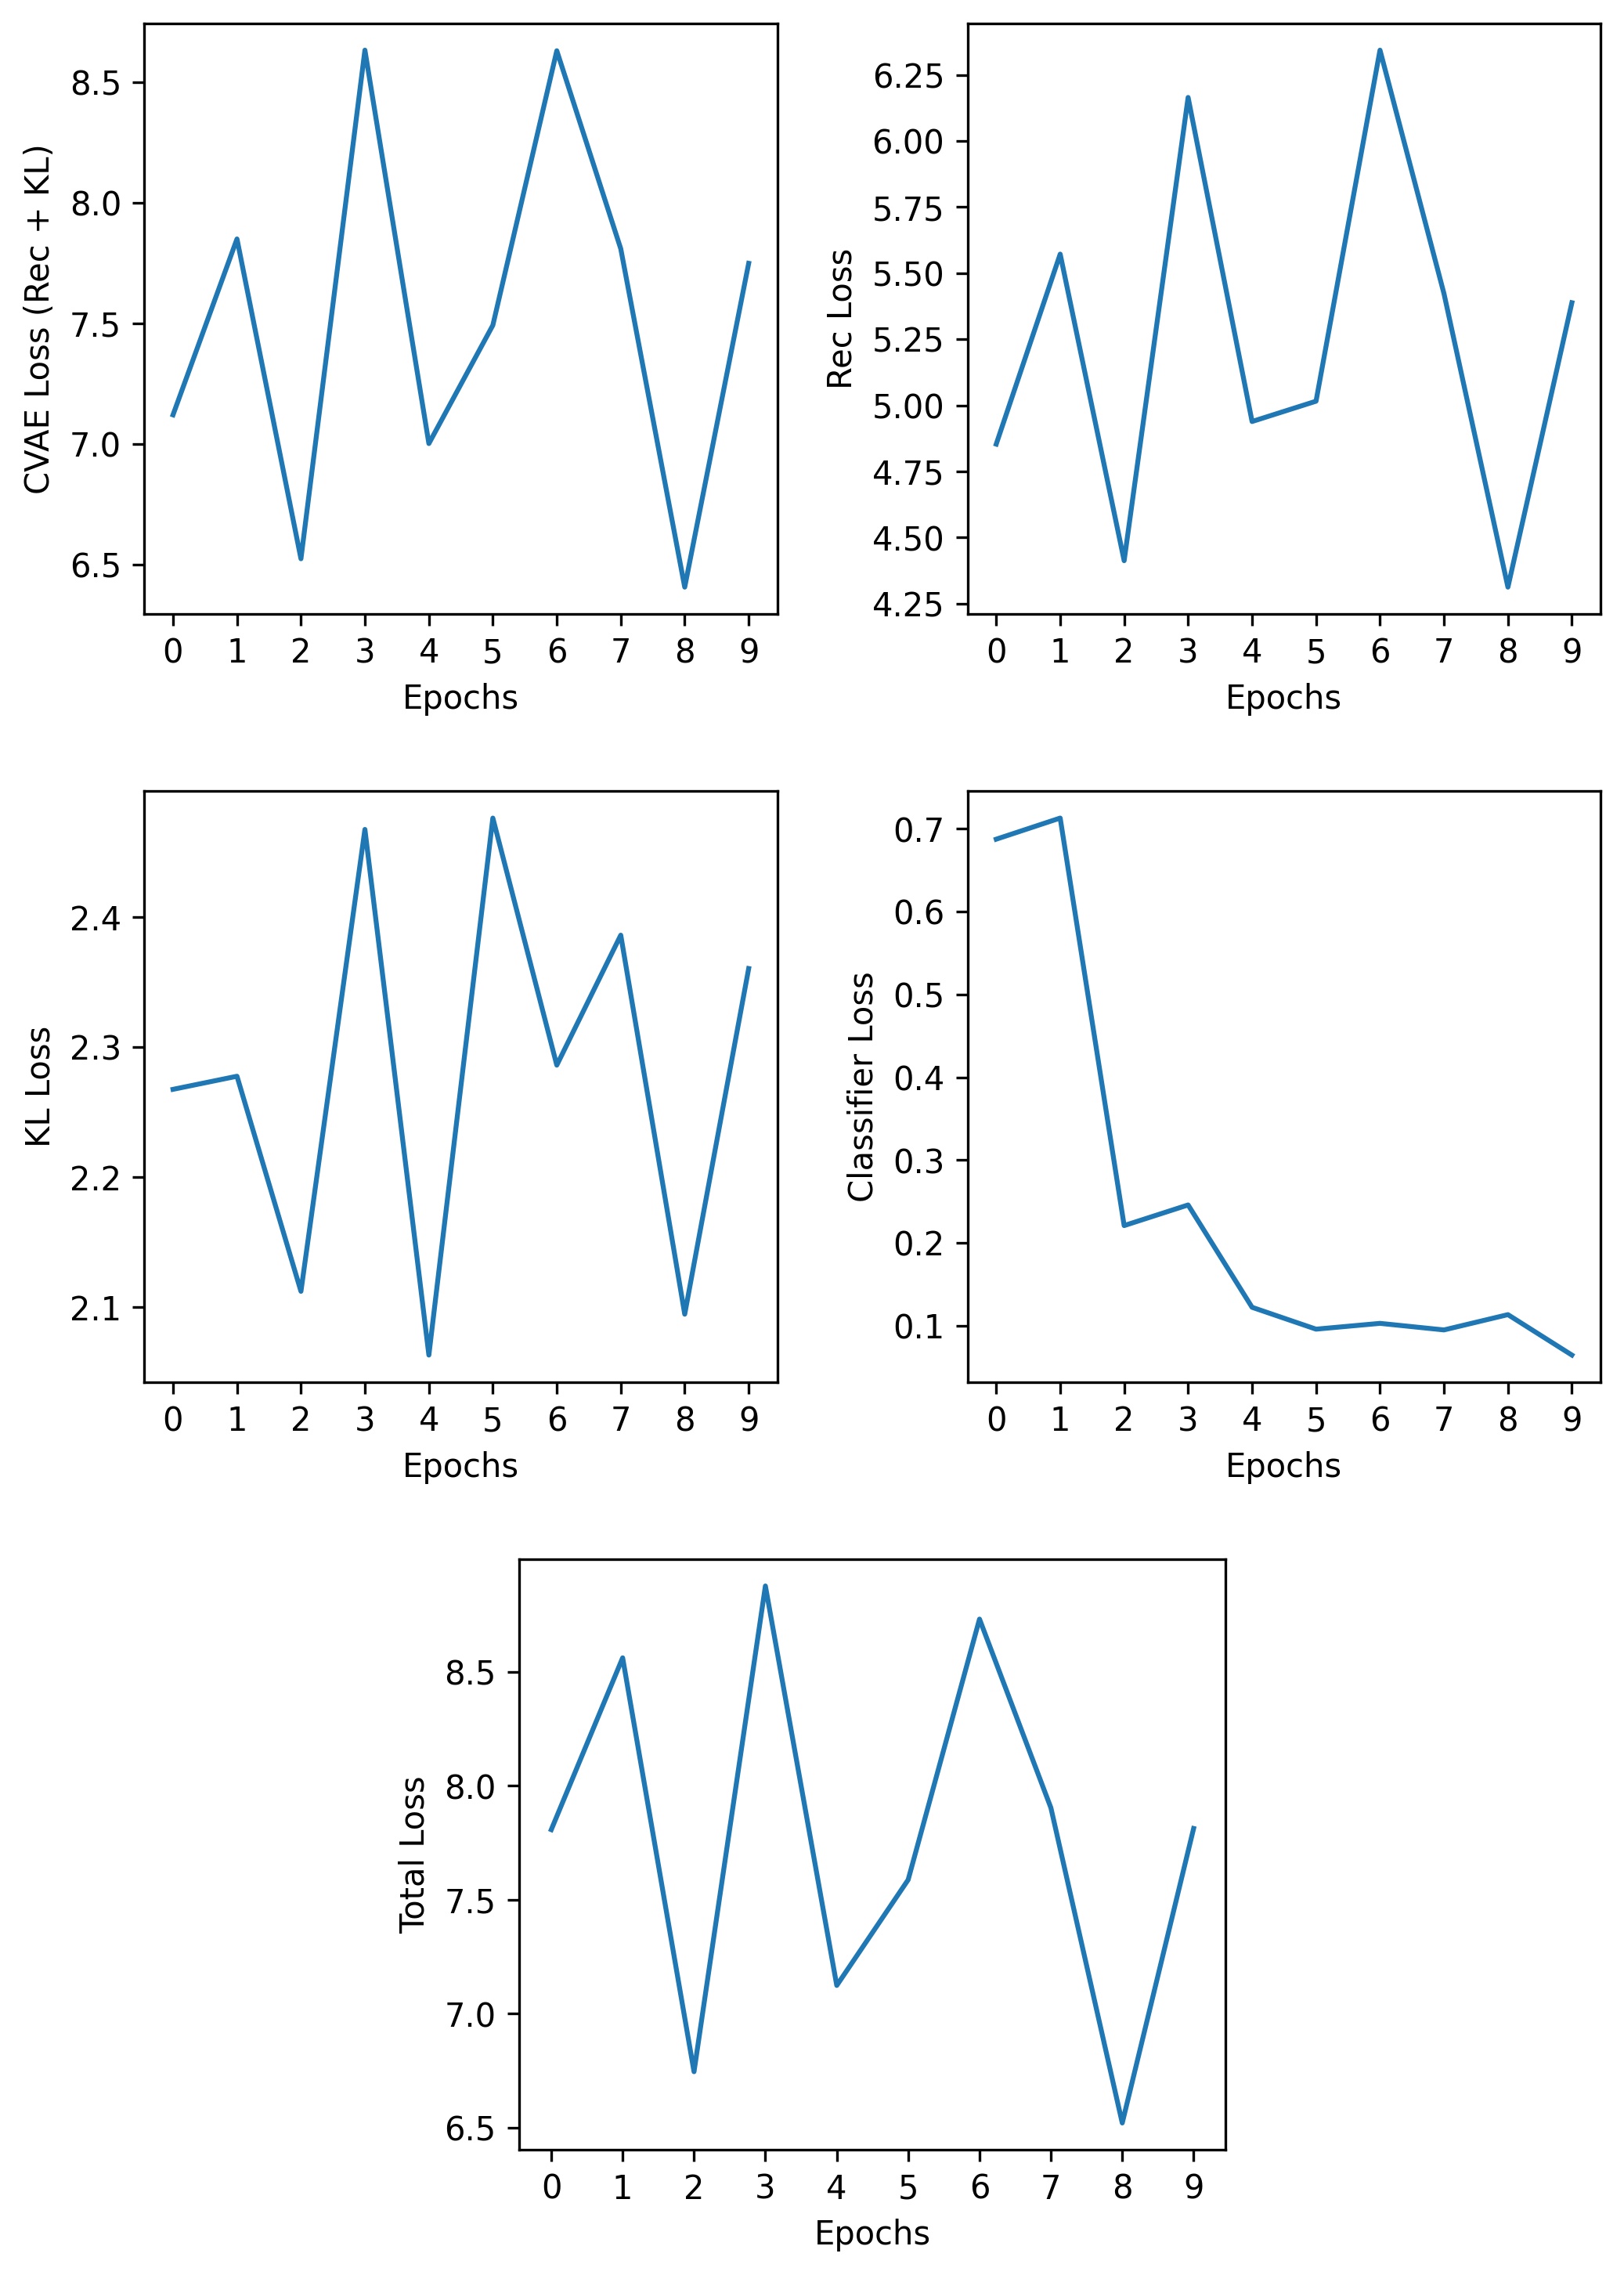 CVAE Loss (Rec + KL)
8.5
8.0
7.5
7.0
6.5
0 1 2 3 4 5 6 7 8 9
Epochs
Rec Loss
6.25
6.00
5.75
5.50
5.25
5.00
4.75
4.50
4.25
0 1 2 3 4 5 6 7 8 9
Epochs
KL Loss
2.4
2.3
2.2
2.1
0 1 2 3 4 5 6 7 8 9
Epochs
Classifier Loss
0.7
0.6
0.5
0.4
0.3
0.2
0.1
0 1 2 3 4 5 6 7 8 9
Epochs
Total Loss
8.5
8.0
7.5
7.0
6.5
0 1 2 3 4 5 6 7 8 9
Epochs